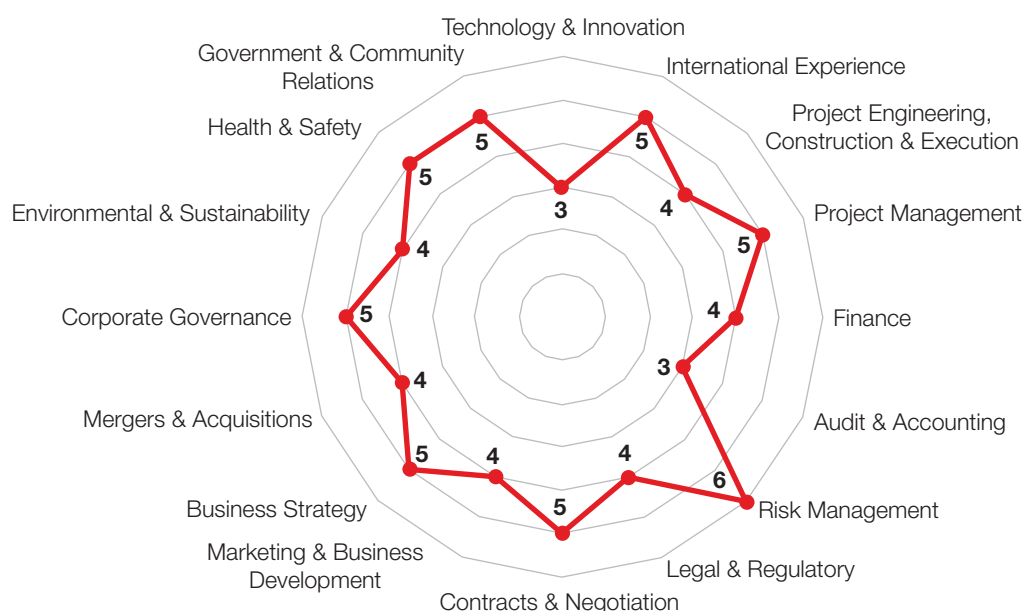 Technology & Innovation
Government & Community
Relations
International Experience
Project Engineering,
Construction & Execution
Health & Safety
5
5
5
4
3
Environmental & Sustainability
Project Management
4
5
Corporate Governance
5
4
Finance
3
4
Mergers & Acquisitions
Audit & Accounting
5
4
4
6
Business Strategy
5
Risk Management
Marketing & Business
Development
Legal & Regulatory
Contracts & Negotiation